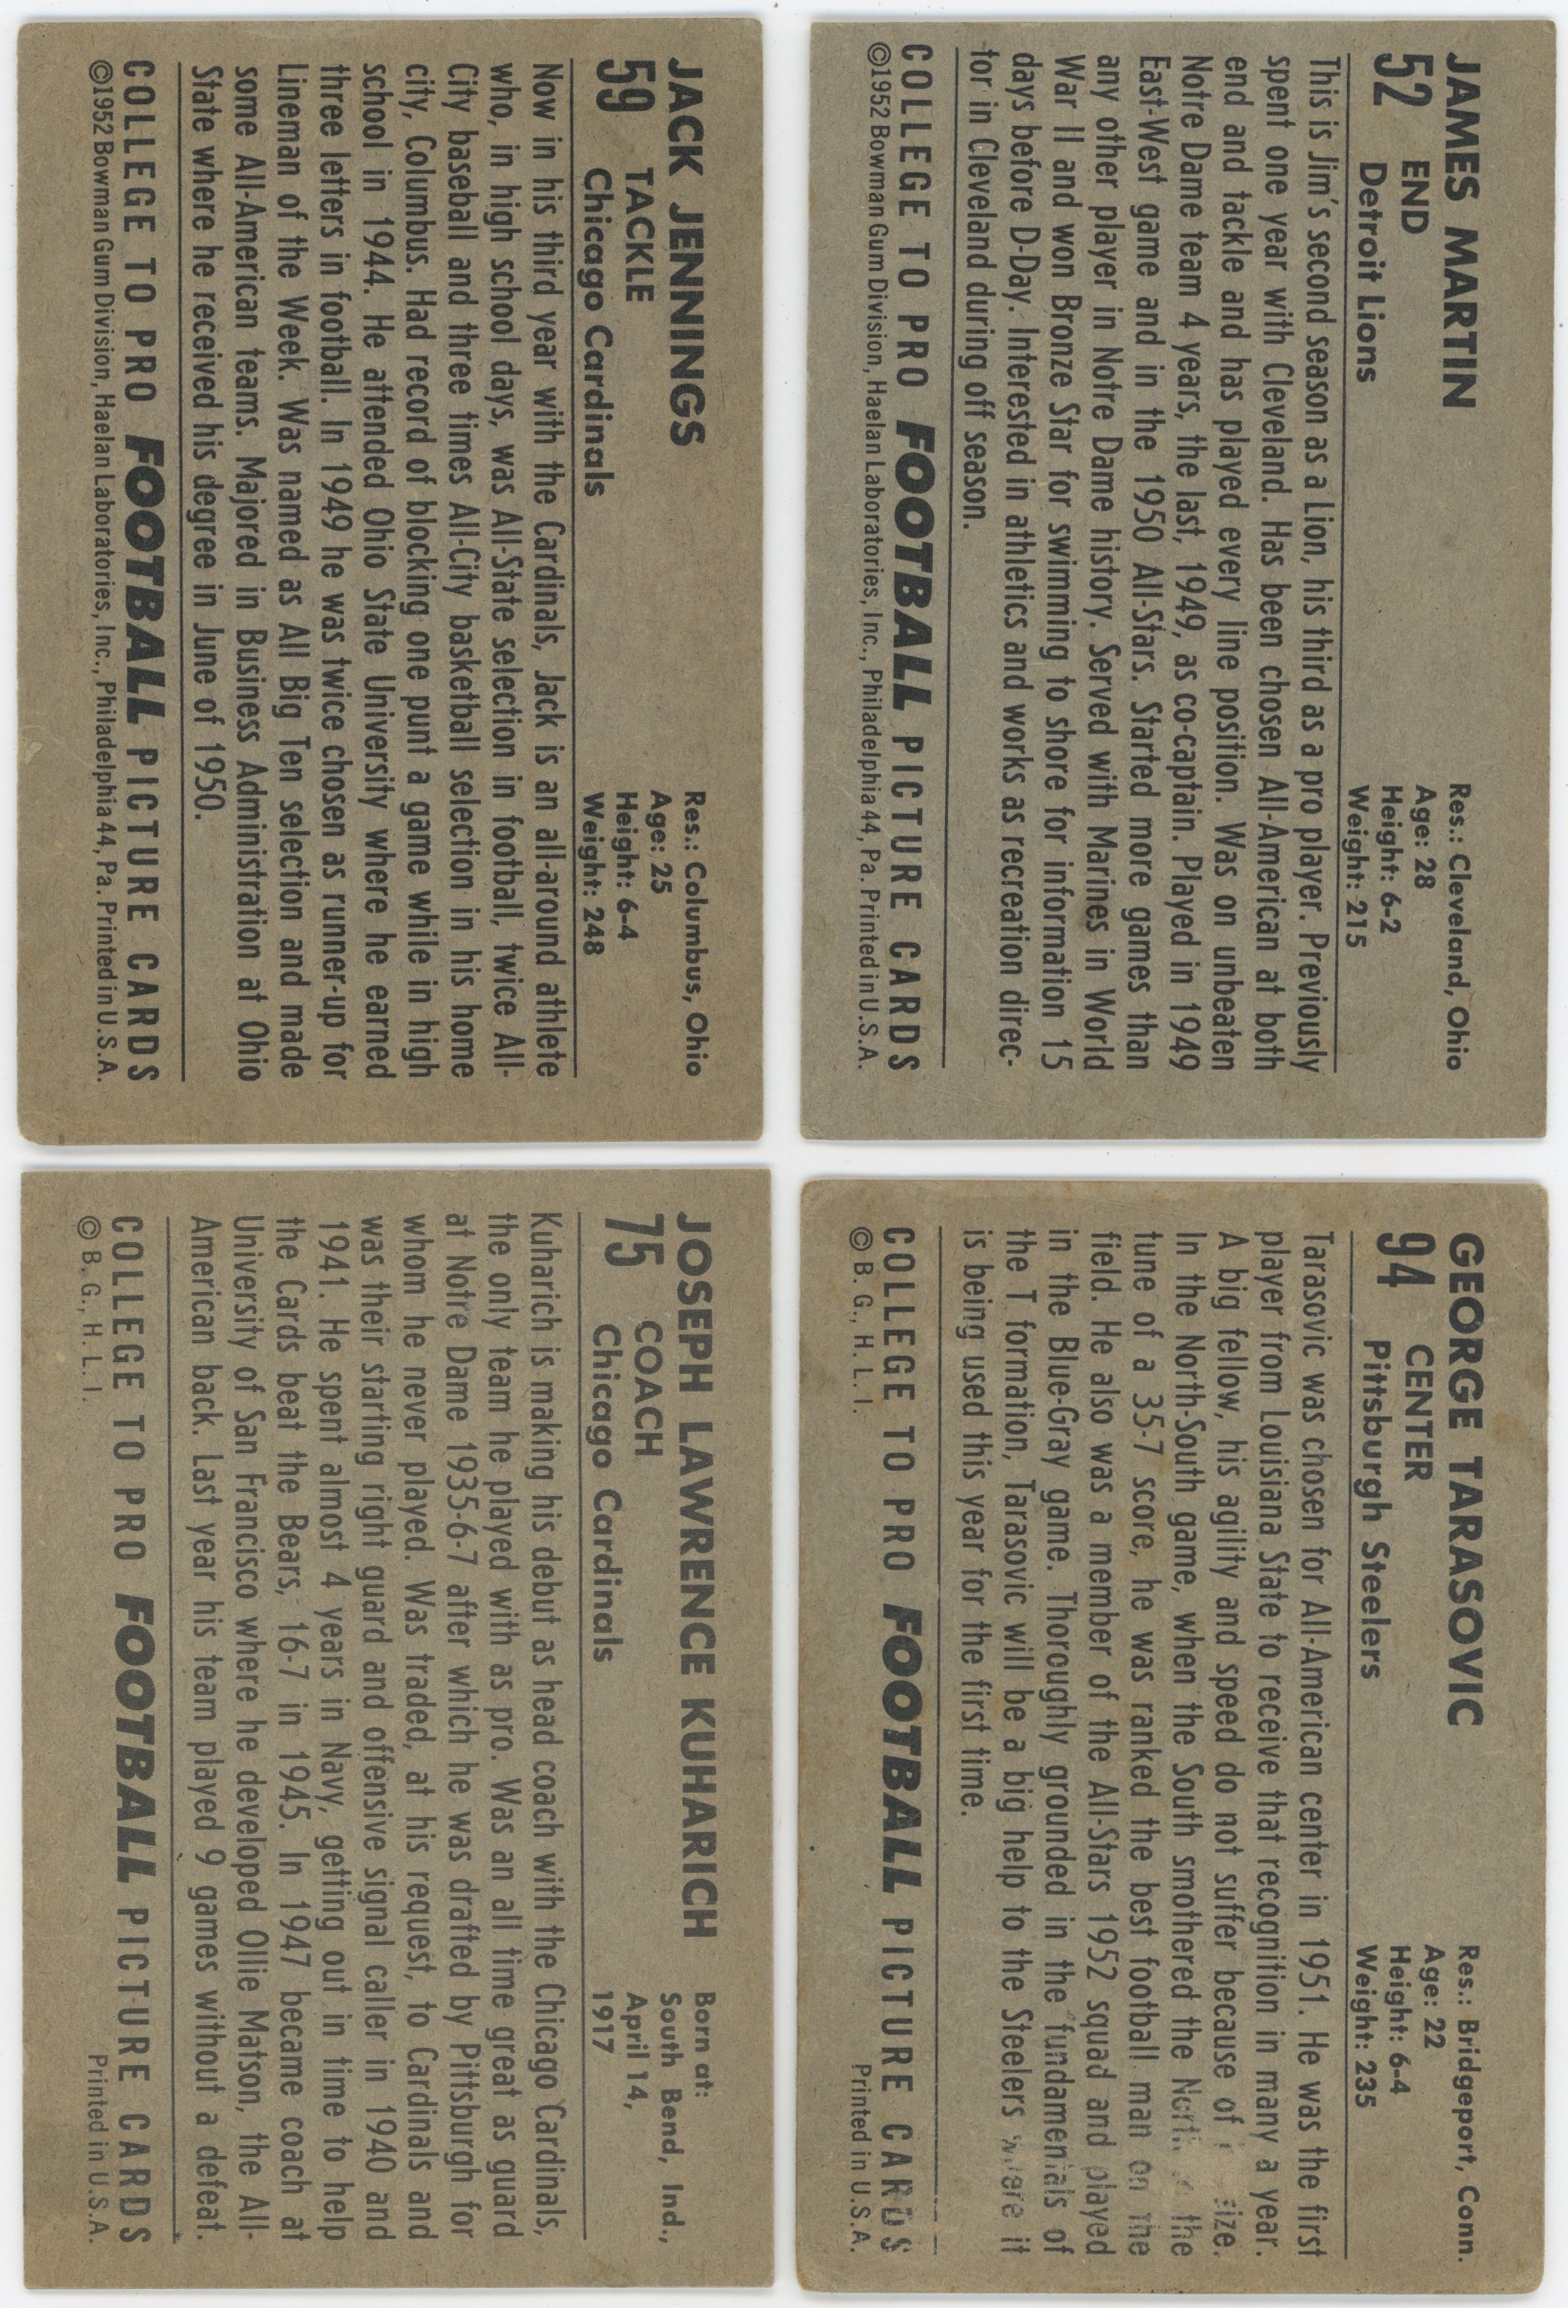 JACK JENNINGS
59 TACKLE
Chicago Cardinals
Res.: Columbus, Ohio
Age: 25
Height: 6-4
Weight: 248
Now in his third year with the Cardinals, Jack is an all-around athlete
who, in high school days, was All-State selection in football, twice All-
City baseball and three times All-City basketball selection in his home
city, Columbus. Had record of blocking one punt a game while in high
school in 1944. He attended Ohio State University where he earned
three letters in football. In 1949 he was twice chosen as runner-up for
Lineman of the Week. Was named as All Big Ten selection and made
some All-American teams. Majored in Business Administration at Ohio
State where he received his degree in June of 1950.
COLLEGE TO PRO FOOTBALL PICTURE CARDS
©1952 Bowman Gum Division, Haelan Laboratories, Inc., Philadelphia 44, Pa. Printed in U.S.A.
JAMES MARTIN
52 END
Detroit Lions
Res.: Cleveland, Ohio
Age: 28
Height: 6-2
Weight: 215
This is Jim's second season as a Lion, his third as a pro player. Previously
spent one year with Cleveland. Has been chosen All-American at both
end and tackle and has played every line position. Was on unbeaten
Notre Dame team 4 years, the last, 1949, as co-captain. Played in 1949
East-West game and in the 1950 All-Stars. Started more games than
any other player in Notre Dame history. Served with Marines in World
War II and won Bronze Star for swimming to shore for information 15
days before D-Day. Interested in athletics and works as recreation direc-
tor in Cleveland during off season.
COLLEGE TO PRO FOOTBALL PICTURE CARDS
©1952 Bowman Gum Division, Haelan Laboratories, Inc., Philadelphia 44, Pa. Printed in U.S.A.
JOSEPH LAWRENCE KUHARICH
75 COACH
Chicago Cardinals
Born at:
South Bend, Ind.,
April 14,
1917
Kuharich is making his debut as head coach with the Chicago Cardinals,
the only team he played with as pro. Was an all time great as guard
at Notre Dame 1935-6-7 after which he was drafted by Pittsburgh for
whom he never played. Was traded, at his request, to Cardinals and
was their starting right guard and offensive signal caller in 1940 and
1941. He spent almost 4 years in Navy, getting out in time to help
the Cards beat the Bears, 16-7 in 1945. In 1947 became coach at
University of San Francisco where he developed Ollie Matson, the All-
American back. Last year his team played 9 games without a defeat.
COLLEGE TO PRO FOOTBALL PICTURE CARDS
© B. G., H. L. I. Printed in U.S.A.
GEORGE TARASOVIC
94 CENTER
Pittsburgh Steelers
Res.: Bridgeport, Conn.
Age: 22
Height: 6-4
Weight: 235
Tarasovic was chosen for All-American center in 1951. He was the first
player from Louisiana State to receive that recognition in many a year.
A big fellow, his agility and speed do not suffer because of size.
In the North-South game, when the South smothered the North the
tune of a 35-7 score, he was ranked the best football man on the
field. He also was a member of the All-Stars 1952 squad and played
in the Blue-Gray game. Thoroughly grounded in the fundamentals of
the T formation, Tarasovic will be a big help to the Steelers where it
is being used this year for the first time.
COLLEGE TO PRO FOOTBALL PICTURE CARDS
© B. G., H. L. I. Printed in U.S.A.